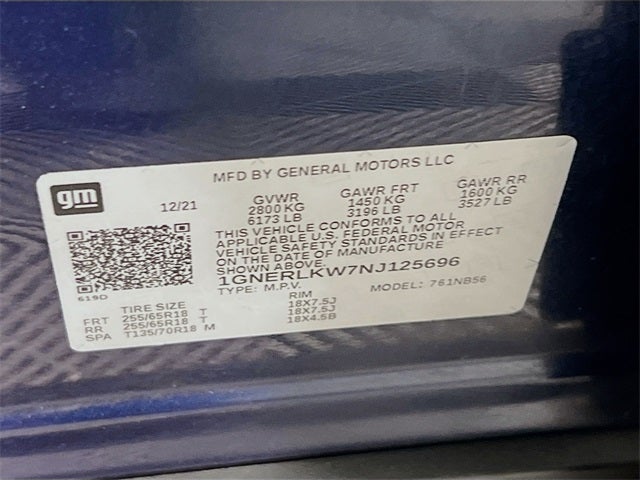 MFD BY GENERAL MOTORS LLC
gm
12/21
GVWR
2800 KG
6173 LB
GAWR FRT
1450 KG
3196 LB
GAWR RR
1600 KG
3527 LB
THIS VEHICLE CONFORMS TO ALL
APPLICABLE U.S. FEDERAL MOTOR
VEHICLE SAFETY STANDARDS IN EFFECT
ON THE DATE OF MANUFACTURE
SHOWN ABOVE.
1GNERLKW7NJ125696
TYPE: M.P.V.
MODEL: 761NB56
619D
TIRE SIZE
RIM
FRT 255/65R18 T 18X7.5J
RR 255/65R18 T 18X7.5J
SPA T135/70R18 M 18X4.5B